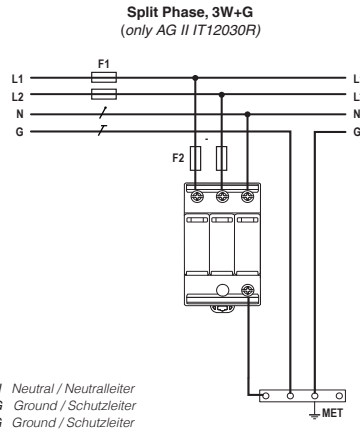 Split Phase, 3W+G
(only AG II IT12030R)
F1
L1 L
L2 L
N N
G G
F2
MET
Neutral / Neutralleiter
G Ground / Schutzleiter
G Ground / Schutzleiter